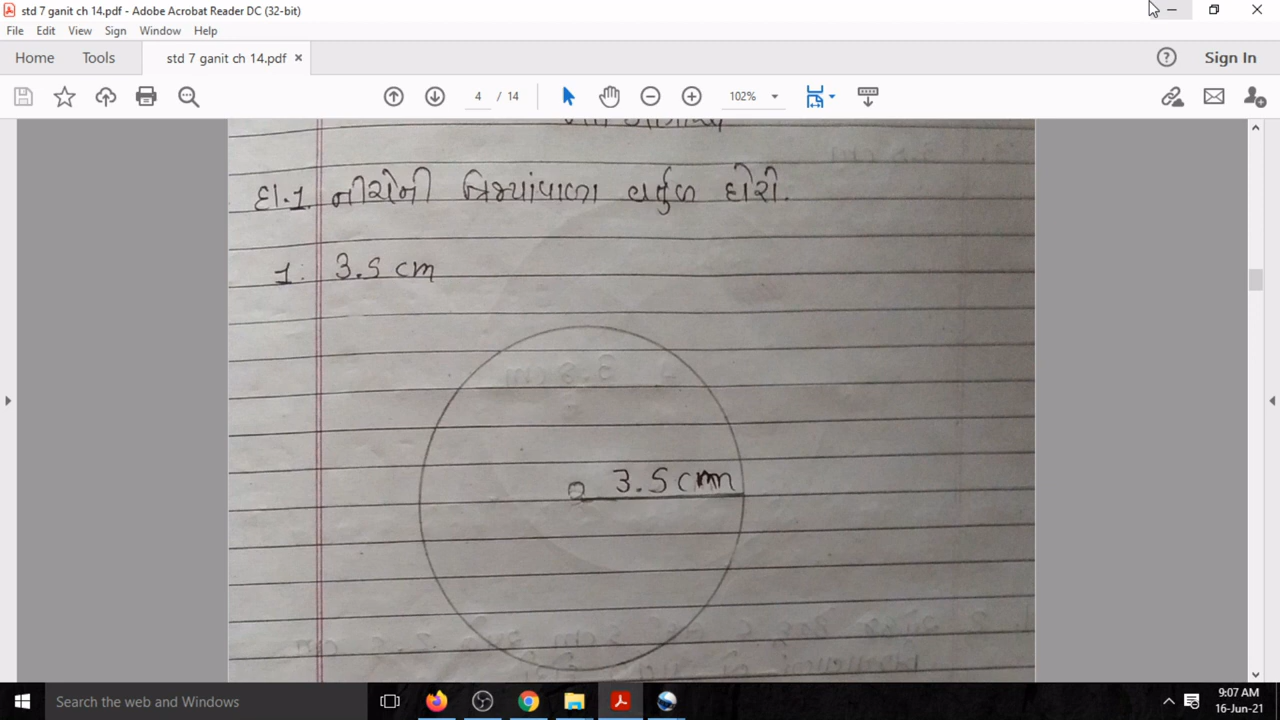 std 7 ganit ch 14.pdf - Adobe Acrobat Reader DC (32-bit)
File Edit View Sign Window Help
Home Tools std 7 ganit ch 14.pdf × Sign In
4 / 14 102%
દા.1 નીચેની ત્રિજ્યાંવાળા વર્તુળ દોરો.
1. 3.5 cm
3.5 cm
Search the web and Windows
9:07 AM
16-Jun-21